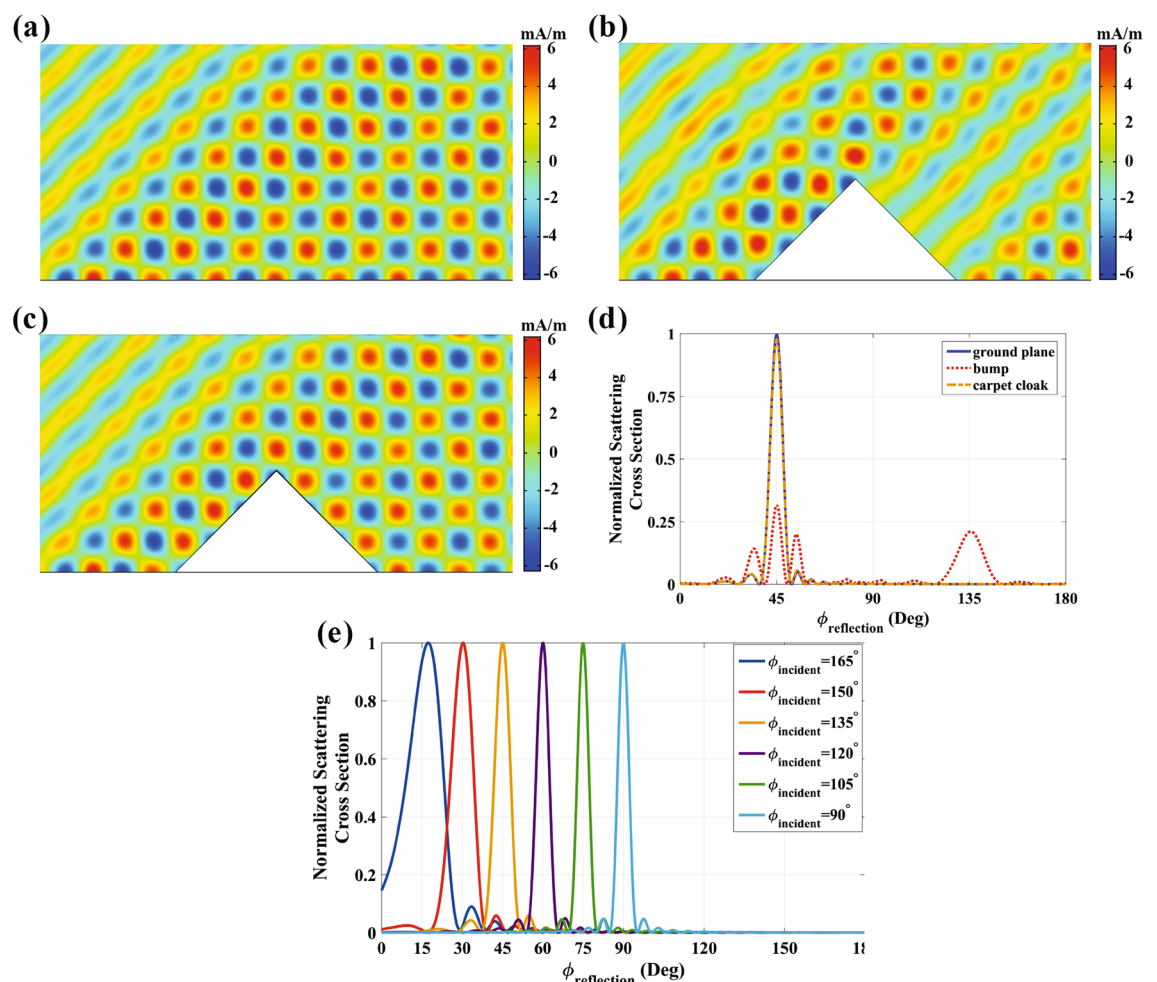 (a)
mA/m
6
4
2
0
-2
-4
-6
(b)
mA/m
6
4
2
0
-2
-4
-6
(c)
mA/m
6
4
2
0
-2
-4
-6
(d)
Normalized Scattering
Cross Section
1
0.75
0.5
0.25
0
0 45 90 135 180
ϕreflection (Deg)
ground plane
bump
carpet cloak
(e)
Normalized Scattering
Cross Section
1
0.8
0.6
0.4
0.2
0
0 15 30 45 60 75 90 120 150 18
ϕreflection (Deg)
ϕincident=165°
ϕincident=150°
ϕincident=135°
ϕincident=120°
ϕincident=105°
ϕincident=90°